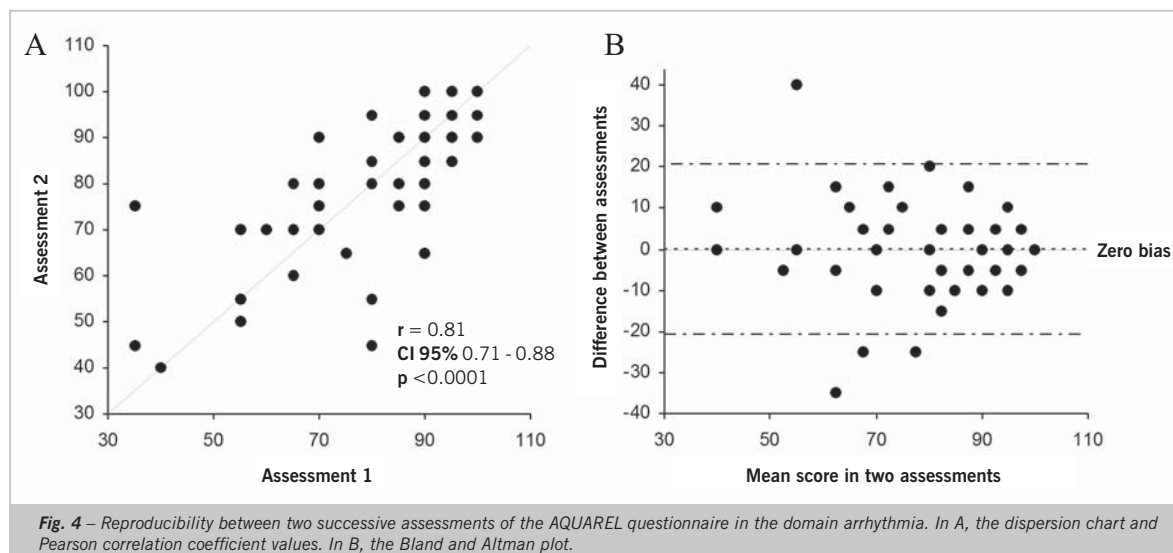 A
110
100
90
80
70
60
50
40
30
Assessment 2
r = 0.81
CI 95% 0.71 - 0.88
p <0.0001
30 50 70 90 110
Assessment 1
B
40
30
20
10
0
-10
-20
-30
-40
Difference between assessments
Zero bias
30 50 70 90 110
Mean score in two assessments
Fig. 4 – Reproducibility between two successive assessments of the AQUAREL questionnaire in the domain arrhythmia. In A, the dispersion chart and
Pearson correlation coefficient values. In B, the Bland and Altman plot.